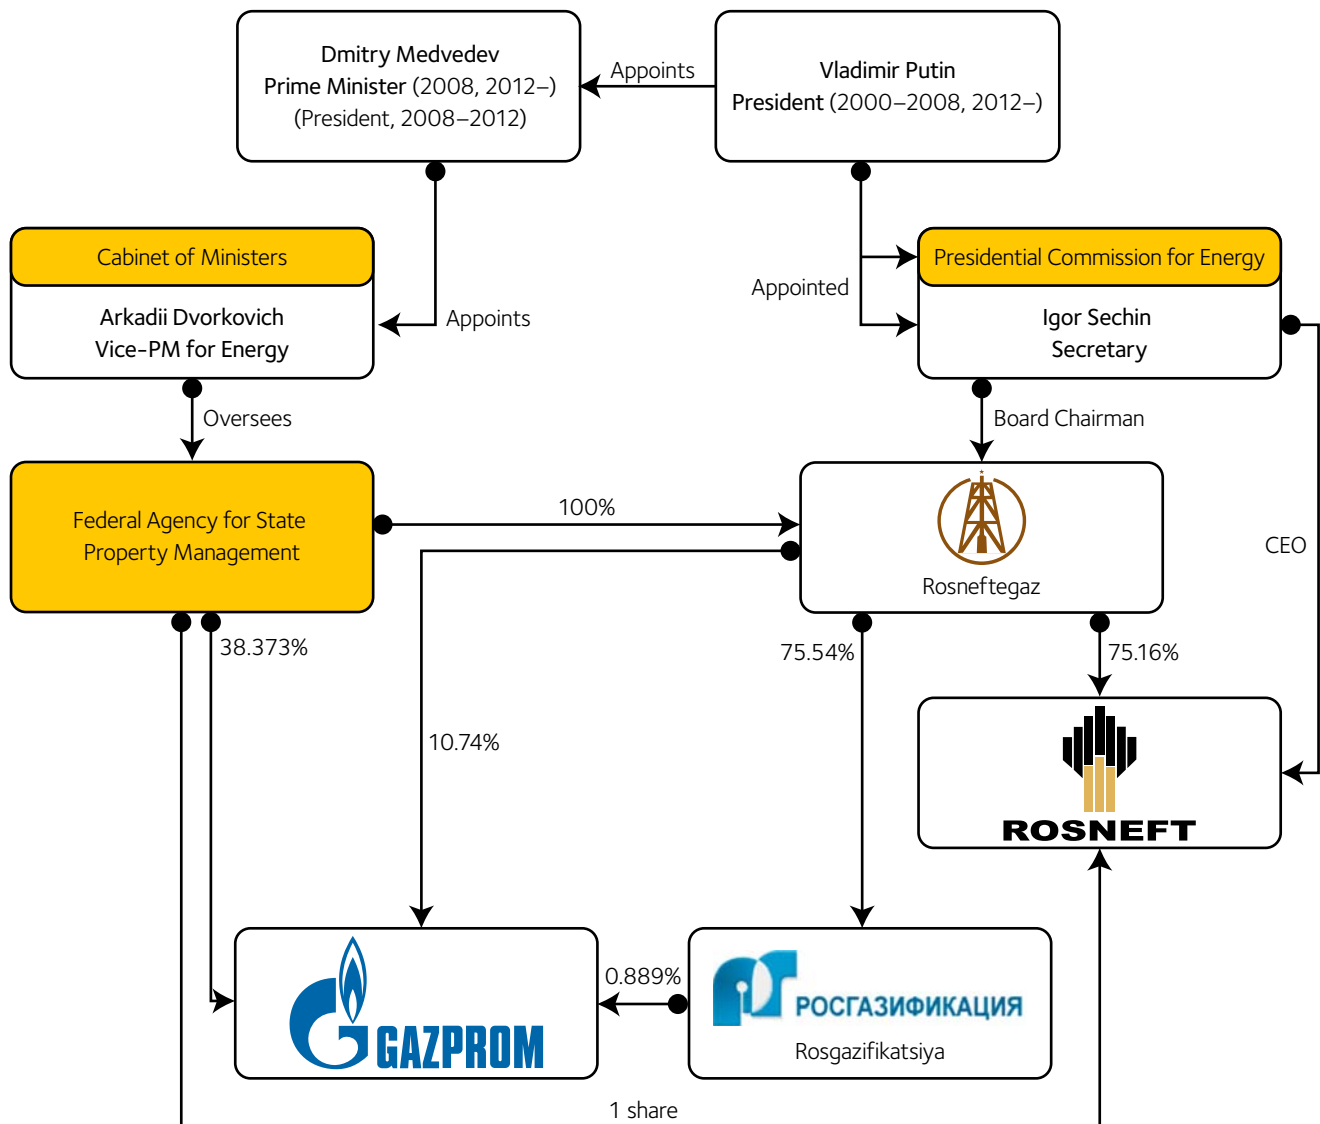 Dmitry Medvedev
Prime Minister (2008, 2012–)
(President, 2008–2012)
Appoints
Vladimir Putin
President (2000–2008, 2012–)
Cabinet of Ministers
Arkadii Dvorkovich
Vice-PM for Energy
Appoints
Appointed
Presidential Commission for Energy
Igor Sechin
Secretary
Oversees
Board Chairman
Federal Agency for State
Property Management
100%
Rosneftegaz
CEO
38.373%
75.54%
75.16%
10.74%
ROSNEFT
GAZPROM
0.889%
РОСГАЗИФИКАЦИЯ
Rosgazifikatsiya
1 share